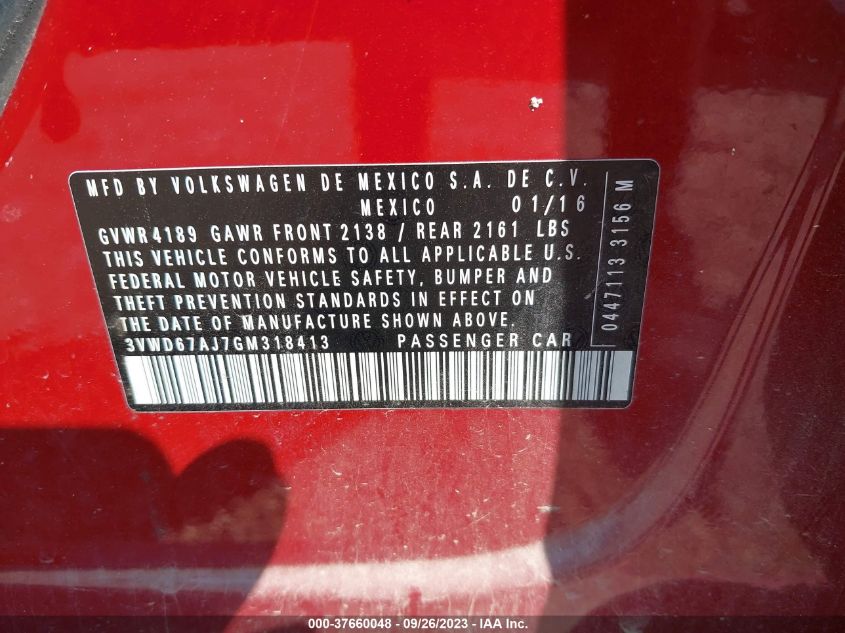 MFD BY VOLKSWAGEN DE MEXICO S.A. DE C.V.
MEXICO 01/16
GVWR 4189 GAWR FRONT 2138 / REAR 2161 LBS
THIS VEHICLE CONFORMS TO ALL APPLICABLE U.S.
FEDERAL MOTOR VEHICLE SAFETY, BUMPER AND
THEFT PREVENTION STANDARDS IN EFFECT ON
THE DATE OF MANUFACTURE SHOWN ABOVE.
3VWD67AJ7GM318413 PASSENGER CAR
0447113 3156 M
000-37660048 - 09/26/2023 - IAA Inc.